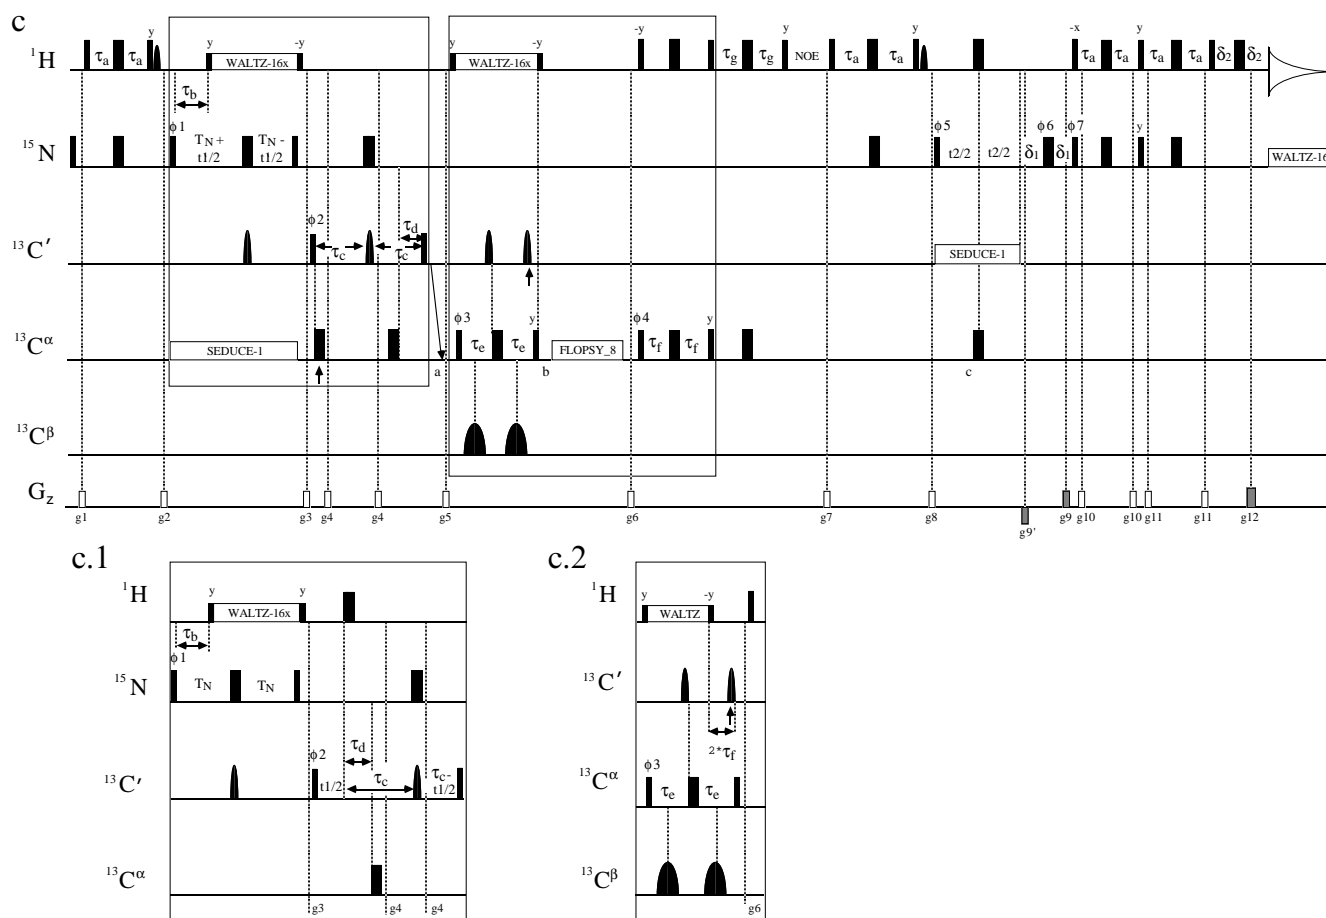 c
y y -y y -y -y y y -x y
¹H τa τa WALTZ-16x WALTZ-16x τg τg NOE τa τa τa τa τa τa δ2 δ2
τb
ϕ1 TN+ TN- ϕ5 ϕ6 ϕ7 y
¹⁵N t1/2 t1/2 t2/2 t2/2 δ1 δ1 WALTZ-16
ϕ2 τd
¹³C′ τc τc SEDUCE-1
ϕ3 y ϕ4 y
¹³Cα SEDUCE-1 τe τe FLOPSY_8 τf τf
a b c
¹³Cβ
Gz
g1 g2 g3 g4 g4 g5 g6 g7 g8 g9' g9 g10 g10 g11 g11 g12
c.1
y y
¹H WALTZ-16x
τb
ϕ1
¹⁵N TN TN
ϕ2 τd
¹³C′ t1/2 τc τc- t1/2
¹³Cα
g3 g4 g4
c.2
y -y y
¹H WALTZ
¹³C′
2*τf
ϕ3
¹³Cα τe τe
¹³Cβ
g6